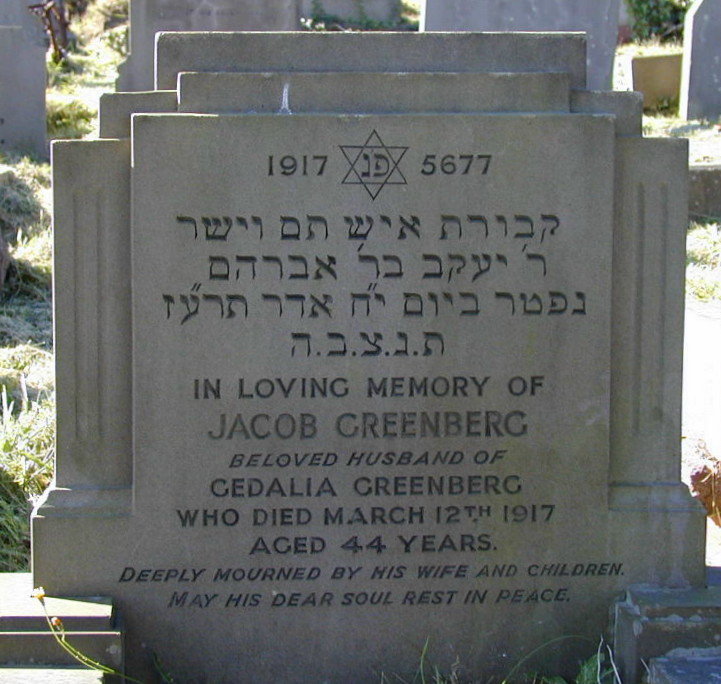 1917 פ״נ 5677
קבורת איש תם וישר
ר׳ יעקב בר׳ אברהם
נפטר ביום י״ח אדר תרע״ז
ת.נ.צ.ב.ה
IN LOVING MEMORY OF
JACOB GREENBERG
BELOVED HUSBAND OF
GEDALIA GREENBERG
WHO DIED MARCH 12TH 1917
AGED 44 YEARS.
DEEPLY MOURNED BY HIS WIFE AND CHILDREN.
MAY HIS DEAR SOUL REST IN PEACE.